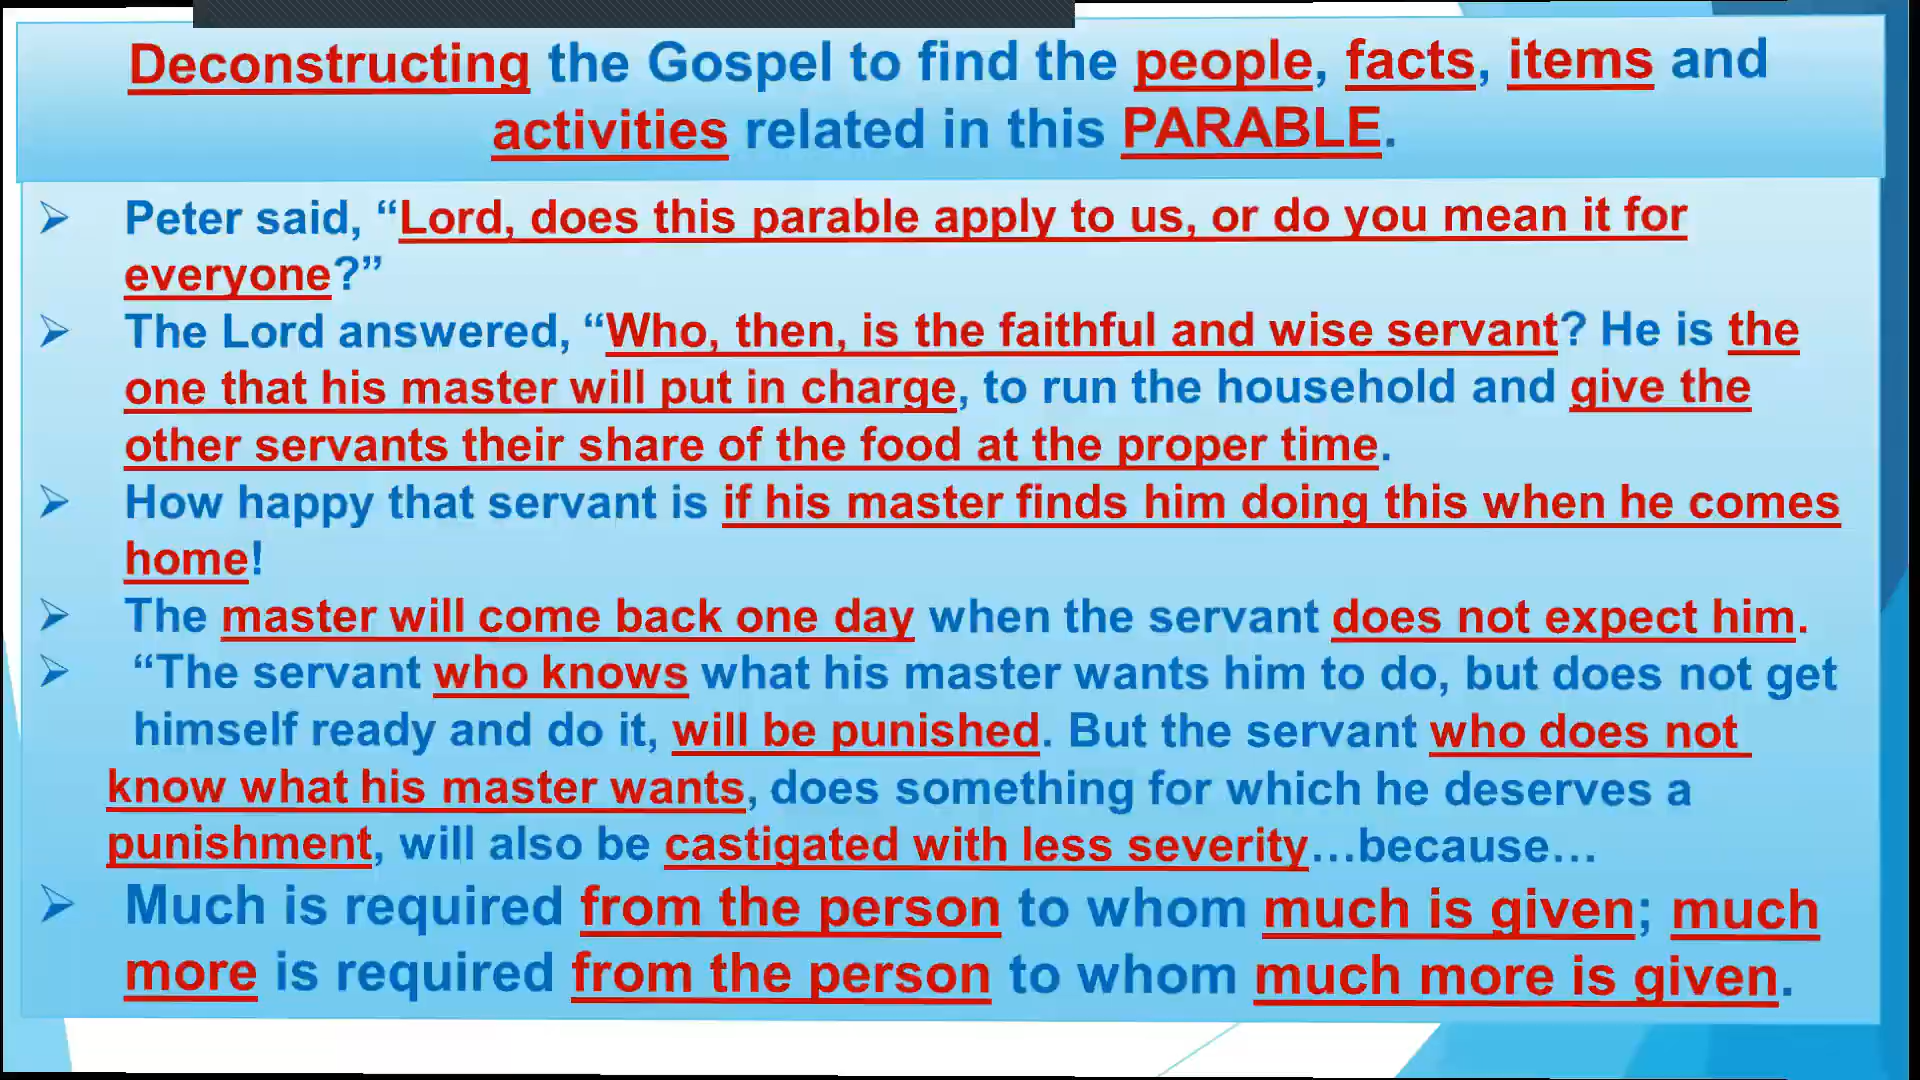 Deconstructing the Gospel to find the people, facts, items and
activities related in this PARABLE.
➢ Peter said, “Lord, does this parable apply to us, or do you mean it for
everyone?”
➢ The Lord answered, “Who, then, is the faithful and wise servant? He is the
one that his master will put in charge, to run the household and give the
other servants their share of the food at the proper time.
➢ How happy that servant is if his master finds him doing this when he comes
home!
➢ The master will come back one day when the servant does not expect him.
➢ “The servant who knows what his master wants him to do, but does not get
himself ready and do it, will be punished. But the servant who does not
know what his master wants, does something for which he deserves a
punishment, will also be castigated with less severity…because…
➢ Much is required from the person to whom much is given; much
more is required from the person to whom much more is given.